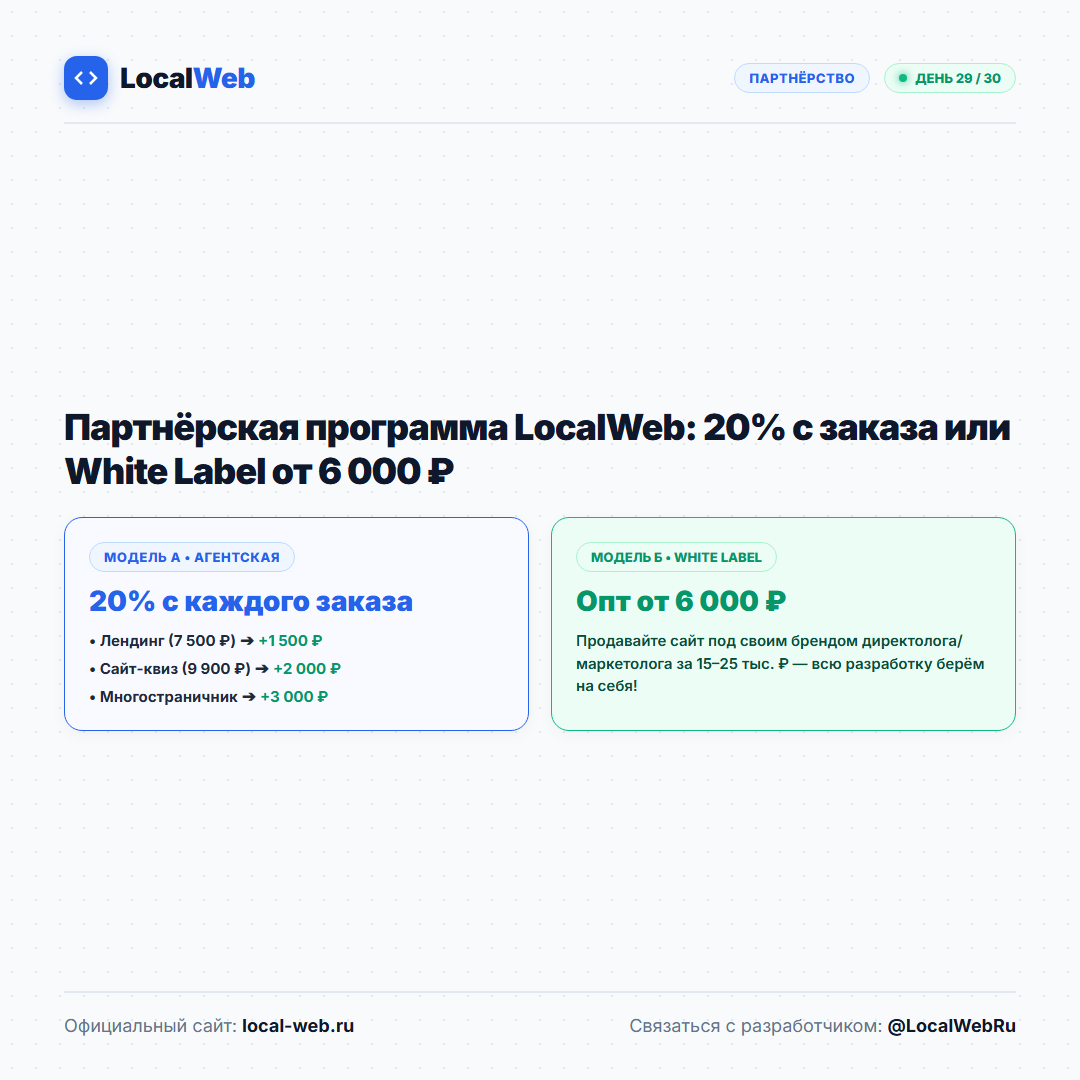 LocalWeb
ПАРТНЁРСТВО
ДЕНЬ 29 / 30
Партнёрская программа LocalWeb: 20% с заказа или
White Label от 6 000 ₽
МОДЕЛЬ А • АГЕНТСКАЯ
20% с каждого заказа
• Лендинг (7 500 ₽) ➔ +1 500 ₽
• Сайт-квиз (9 900 ₽) ➔ +2 000 ₽
• Многостраничник ➔ +3 000 ₽
МОДЕЛЬ Б • WHITE LABEL
Опт от 6 000 ₽
Продавайте сайт под своим брендом директолога/
маркетолога за 15–25 тыс. ₽ — всю разработку берём
на себя!
Официальный сайт: local-web.ru
Связаться с разработчиком: @LocalWebRu